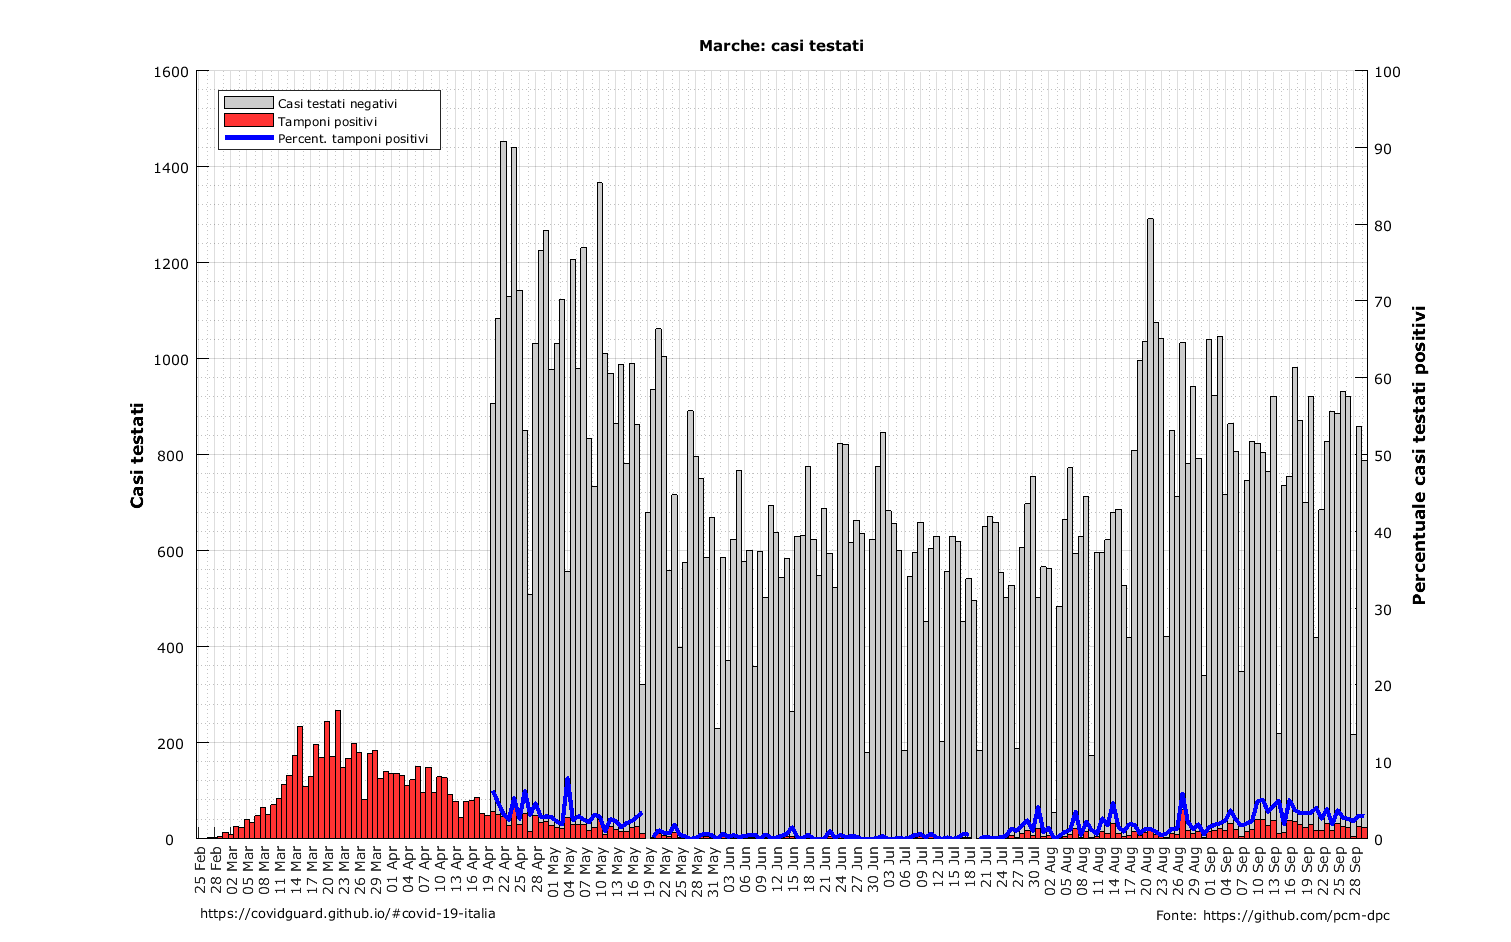 Marche: casi testati
1600
1400
1200
1000
800
600
400
200
0
100
90
80
70
60
50
40
30
20
10
0
Casi testati negativi
Tamponi positivi
Percent. tamponi positivi
Casi testati
Percentuale casi testati positivi
25 Feb
28 Feb
02 Mar
05 Mar
08 Mar
11 Mar
14 Mar
17 Mar
20 Mar
23 Mar
26 Mar
29 Mar
01 Apr
04 Apr
07 Apr
10 Apr
13 Apr
16 Apr
19 Apr
22 Apr
25 Apr
28 Apr
01 May
04 May
07 May
10 May
13 May
16 May
19 May
22 May
25 May
28 May
31 May
03 Jun
06 Jun
09 Jun
12 Jun
15 Jun
18 Jun
21 Jun
24 Jun
27 Jun
30 Jun
03 Jul
06 Jul
09 Jul
12 Jul
15 Jul
18 Jul
21 Jul
24 Jul
27 Jul
30 Jul
02 Aug
05 Aug
08 Aug
11 Aug
14 Aug
17 Aug
20 Aug
23 Aug
26 Aug
29 Aug
01 Sep
04 Sep
07 Sep
10 Sep
13 Sep
16 Sep
19 Sep
22 Sep
25 Sep
28 Sep
https://covidguard.github.io/#covid-19-italia
Fonte: https://github.com/pcm-dpc